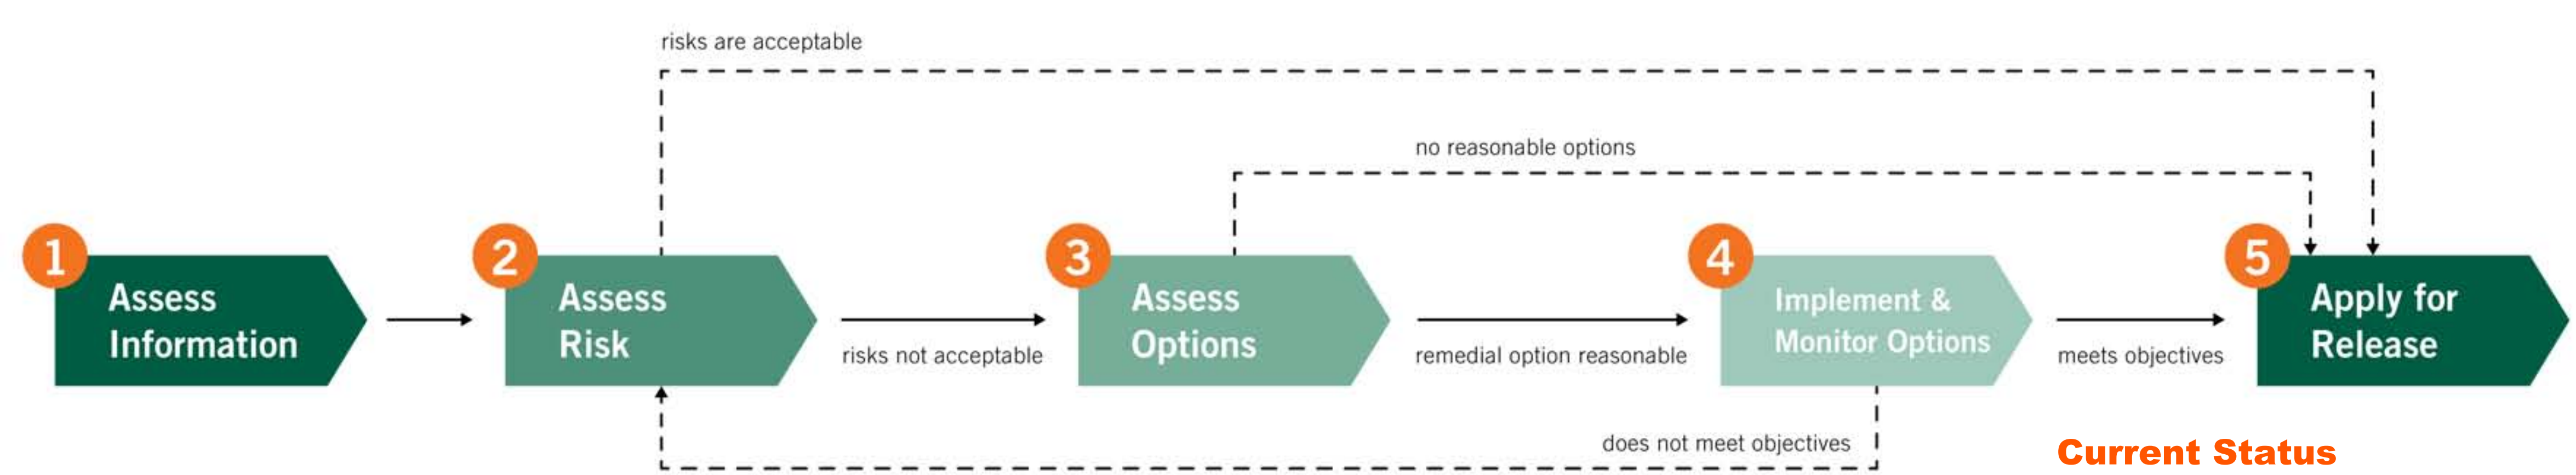 risks are acceptable
no reasonable options
1
Assess
Information
2
Assess
Risk
risks not acceptable
3
Assess
Options
remedial option reasonable
4
Implement &
Monitor Options
meets objectives
5
Apply for
Release
does not meet objectives
Current Status